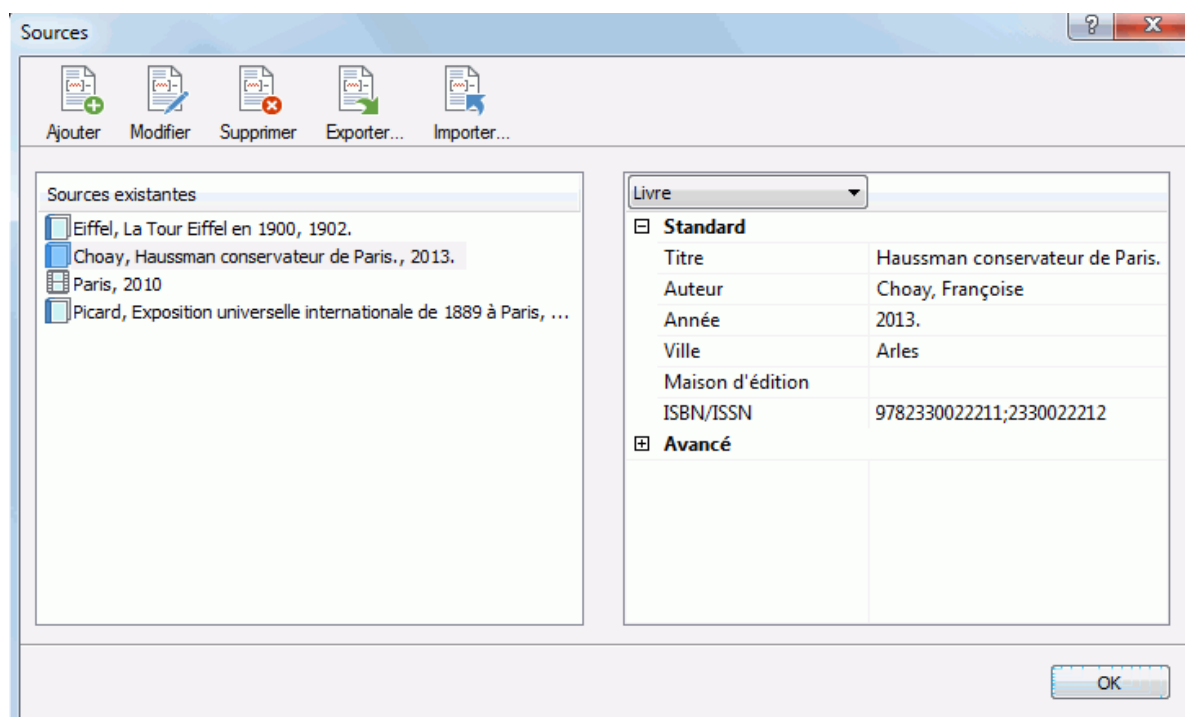 Sources
Ajouter Modifier Supprimer Exporter... Importer...
Sources existantes
Eiffel, La Tour Eiffel en 1900, 1902.
Choay, Haussman conservateur de Paris., 2013.
Paris, 2010
Picard, Exposition universelle internationale de 1889 à Paris, ...
Livre
Standard
Titre Haussman conservateur de Paris.
Auteur Choay, Françoise
Année 2013.
Ville Arles
Maison d'édition
ISBN/ISSN 9782330022211;2330022212
Avancé
OK